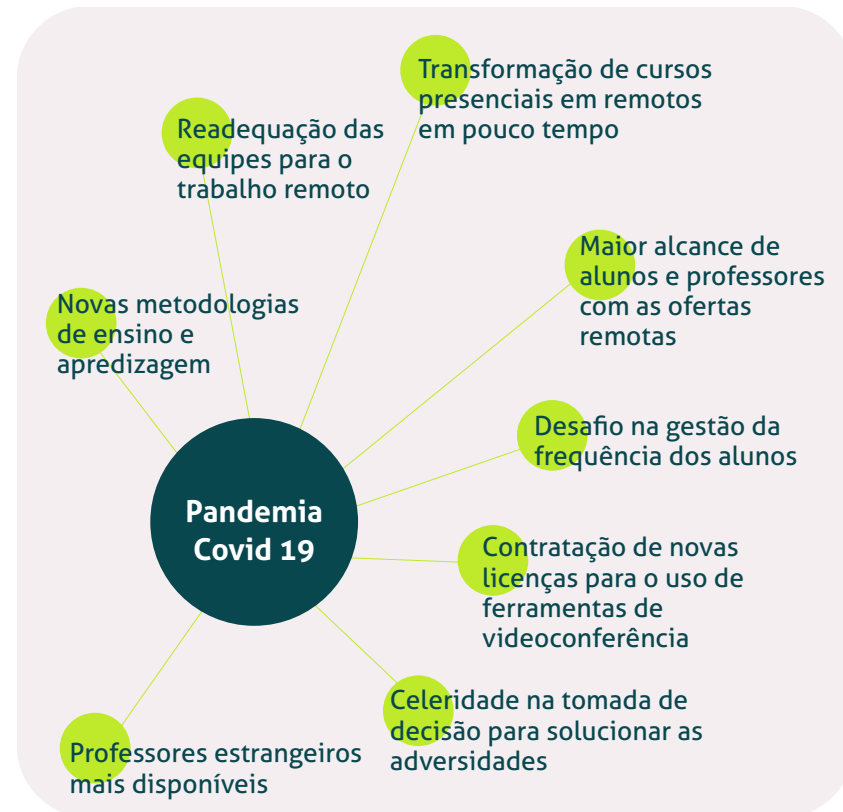 Transformação de cursos
presenciais em remotos
em pouco tempo
Readequação das
equipes para o
trabalho remoto
Maior alcance de
alunos e professores
com as ofertas
remotas
Novas metodologias
de ensino e
apredizagem
Desafio na gestão da
frequência dos alunos
Pandemia
Covid 19
Contratação de novas
licenças para o uso de
ferramentas de
videoconferência
Celeridade na tomada de
decisão para solucionar as
adversidades
Professores estrangeiros
mais disponíveis